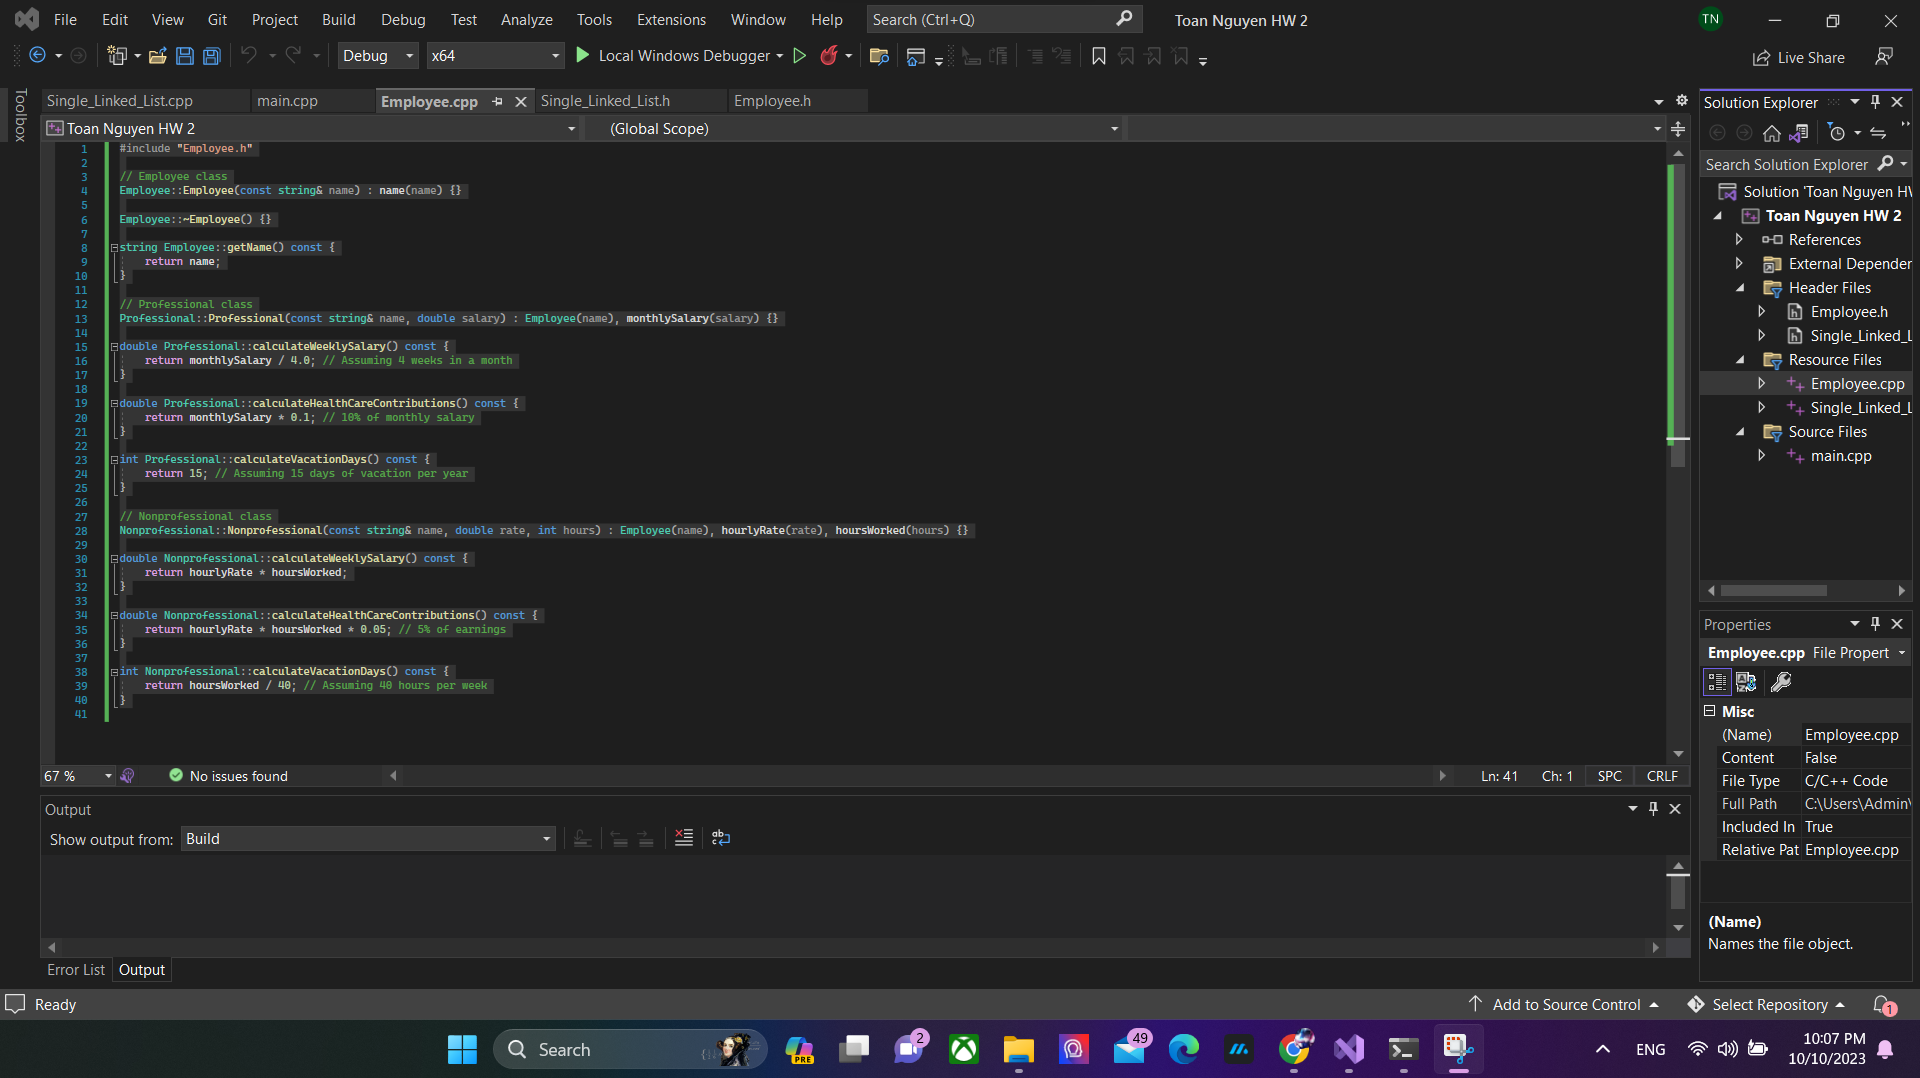 File Edit View Git Project Build Debug Test Analyze Tools Extensions Window Help Search (Ctrl+Q) Toan Nguyen HW 2 TN
Debug x64 Local Windows Debugger Live Share
Toolbox
Single_Linked_List.cpp main.cpp Employee.cpp Single_Linked_List.h Employee.h
Toan Nguyen HW 2 (Global Scope)
1 #include "Employee.h"
2
3 // Employee class
4 Employee::Employee(const string& name) : name(name) {}
5
6 Employee::~Employee() {}
7
8 string Employee::getName() const {
9 return name;
10 }
11
12 // Professional class
13 Professional::Professional(const string& name, double salary) : Employee(name), monthlySalary(salary) {}
14
15 double Professional::calculateWeeklySalary() const {
16 return monthlySalary / 4.0; // Assuming 4 weeks in a month
17 }
18
19 double Professional::calculateHealthCareContributions() const {
20 return monthlySalary * 0.1; // 10% of monthly salary
21 }
22
23 int Professional::calculateVacationDays() const {
24 return 15; // Assuming 15 days of vacation per year
25 }
26
27 // Nonprofessional class
28 Nonprofessional::Nonprofessional(const string& name, double rate, int hours) : Employee(name), hourlyRate(rate), hoursWorked(hours) {}
29
30 double Nonprofessional::calculateWeeklySalary() const {
31 return hourlyRate * hoursWorked;
32 }
33
34 double Nonprofessional::calculateHealthCareContributions() const {
35 return hourlyRate * hoursWorked * 0.05; // 5% of earnings
36 }
37
38 int Nonprofessional::calculateVacationDays() const {
39 return hoursWorked / 40; // Assuming 40 hours per week
40 }
41
67 % No issues found Ln: 41 Ch: 1 SPC CRLF
Output
Show output from: Build
Error List Output
Solution Explorer
Search Solution Explorer
Solution 'Toan Nguyen HW
Toan Nguyen HW 2
References
External Depender
Header Files
Employee.h
Single_Linked_L
Resource Files
Employee.cpp
Single_Linked_L
Source Files
main.cpp
Properties
Employee.cpp File Propert
Misc
(Name) Employee.cpp
Content False
File Type C/C++ Code
Full Path C:\Users\Admin\
Included In True
Relative Pat Employee.cpp
(Name)
Names the file object.
Ready Add to Source Control Select Repository 1
Search PRE 2 49 ENG 10:07 PM
10/10/2023